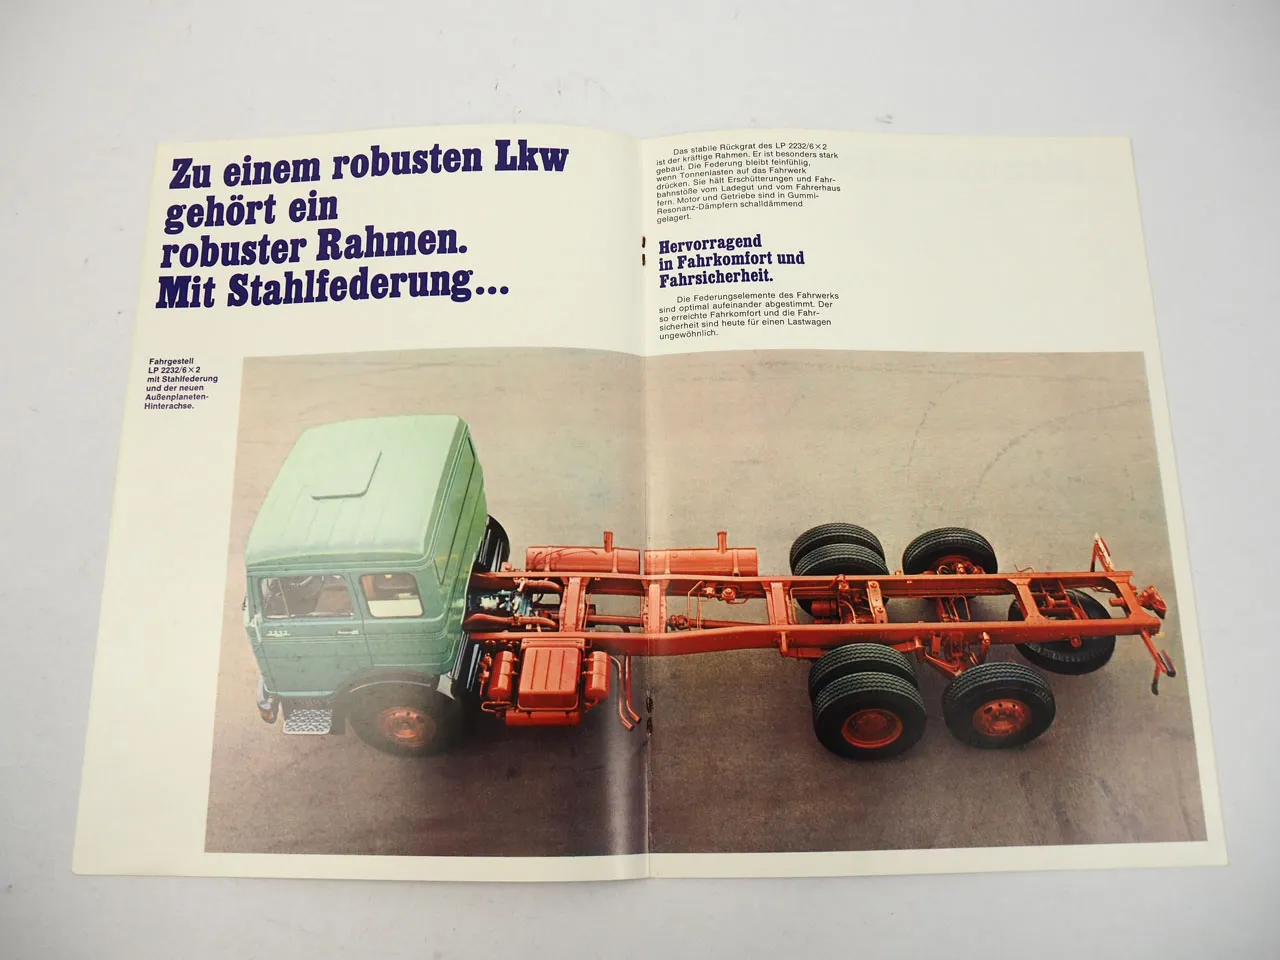 Zu einem robusten Lkw
gehört ein
robuster Rahmen.
Mit Stahlfederung...
Fahrgestell
LP 2232/6×2
mit Stahlfederung
und der neuen
Außenplaneten-
Hinterachse.
Das stabile Rückgrat des LP 2232/6×2
ist der kräftige Rahmen. Er ist besonders stark
gebaut. Die Federung bleibt feinfühlig,
wenn Tonnenlasten auf das Fahrwerk
drücken. Sie hält Erschütterungen und Fahr-
bahnstöße vom Ladegut und vom Fahrerhaus
fern. Motor und Getriebe sind in Gummi-
Resonanz-Dämpfern schalldämmend
gelagert.
Hervorragend
in Fahrkomfort und
Fahrsicherheit.
Die Federungselemente des Fahrwerks
sind optimal aufeinander abgestimmt. Der
so erreichte Fahrkomfort und die Fahr-
sicherheit sind heute für einen Lastwagen
ungewöhnlich.